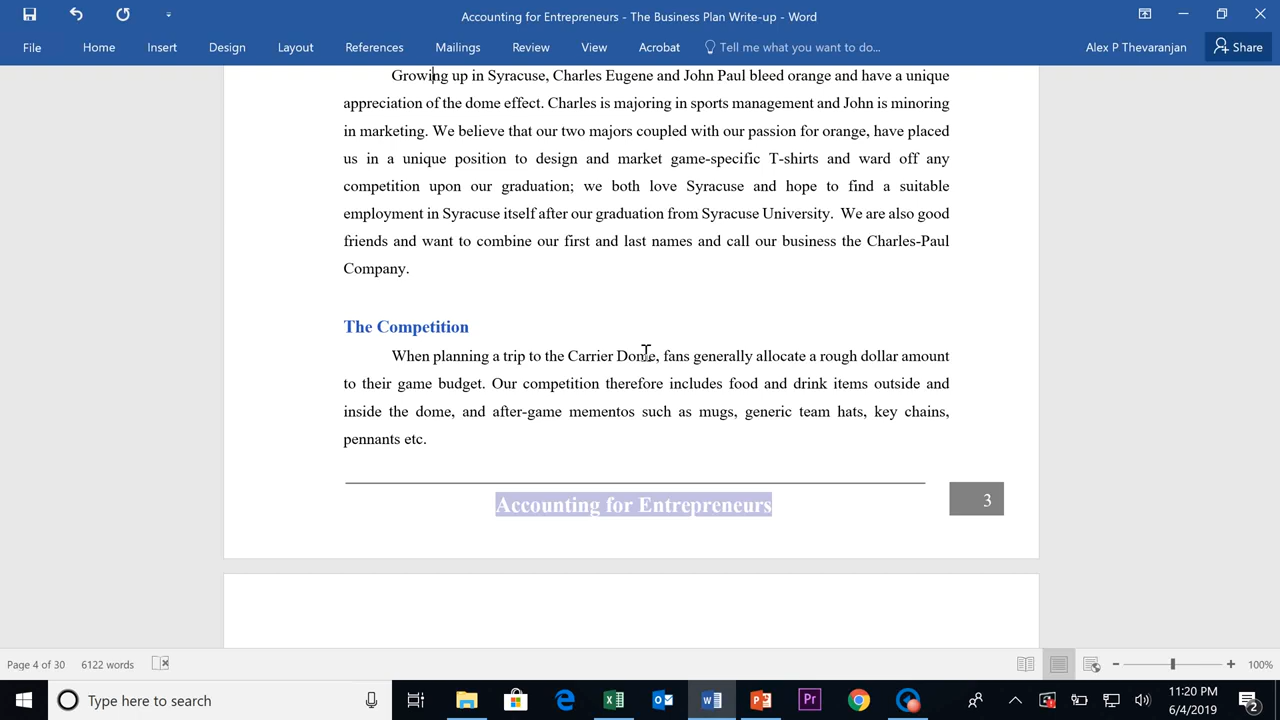 Accounting for Entrepreneurs - The Business Plan Write-up - Word
File Home Insert Design Layout References Mailings Review View Acrobat Tell me what you want to do... Alex P Thevaranjan Share
Growing up in Syracuse, Charles Eugene and John Paul bleed orange and have a unique
appreciation of the dome effect. Charles is majoring in sports management and John is minoring
in marketing. We believe that our two majors coupled with our passion for orange, have placed
us in a unique position to design and market game-specific T-shirts and ward off any
competition upon our graduation; we both love Syracuse and hope to find a suitable
employment in Syracuse itself after our graduation from Syracuse University. We are also good
friends and want to combine our first and last names and call our business the Charles-Paul
Company.
The Competition
When planning a trip to the Carrier Dome, fans generally allocate a rough dollar amount
to their game budget. Our competition therefore includes food and drink items outside and
inside the dome, and after-game mementos such as mugs, generic team hats, key chains,
pennants etc.
Accounting for Entrepreneurs 3
Page 4 of 30 6122 words 100%
Type here to search
11:20 PM
6/4/2019
2